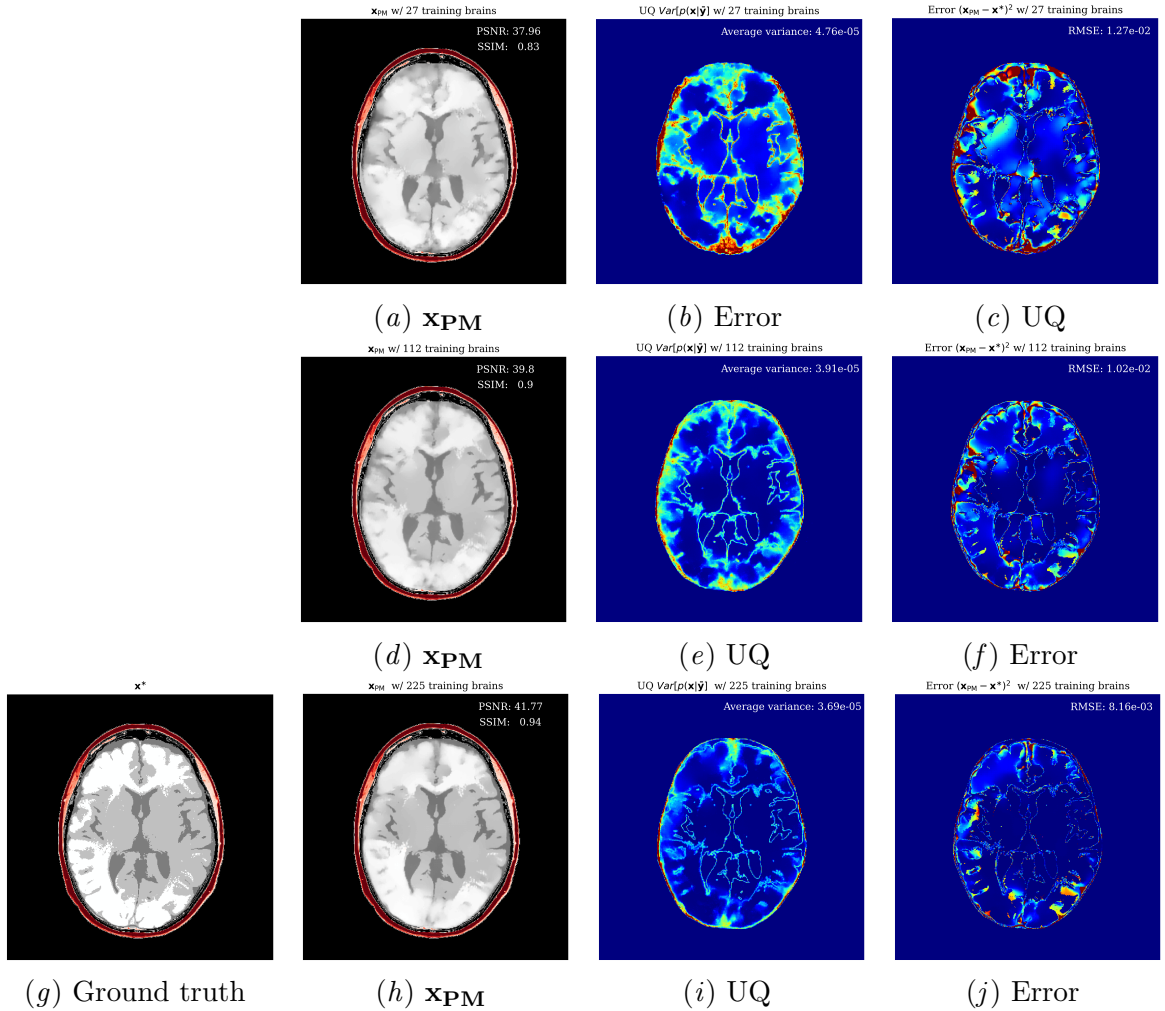 x_PM w/ 27 training brains
PSNR: 37.96
SSIM: 0.83
UQ Var[p(x|ȳ] w/ 27 training brains
Average variance: 4.76e-05
Error (x_PM − x*)² w/ 27 training brains
RMSE: 1.27e-02
(a) x_PM
(b) Error
(c) UQ
x_PM w/ 112 training brains
PSNR: 39.8
SSIM: 0.9
UQ Var[p(x|ȳ] w/ 112 training brains
Average variance: 3.91e-05
Error (x_PM − x*)² w/ 112 training brains
RMSE: 1.02e-02
(d) x_PM
(e) UQ
(f) Error
x*
x_PM w/ 225 training brains
PSNR: 41.77
SSIM: 0.94
UQ Var[p(x|ȳ] w/ 225 training brains
Average variance: 3.69e-05
Error (x_PM − x*)² w/ 225 training brains
RMSE: 8.16e-03
(g) Ground truth
(h) x_PM
(i) UQ
(j) Error